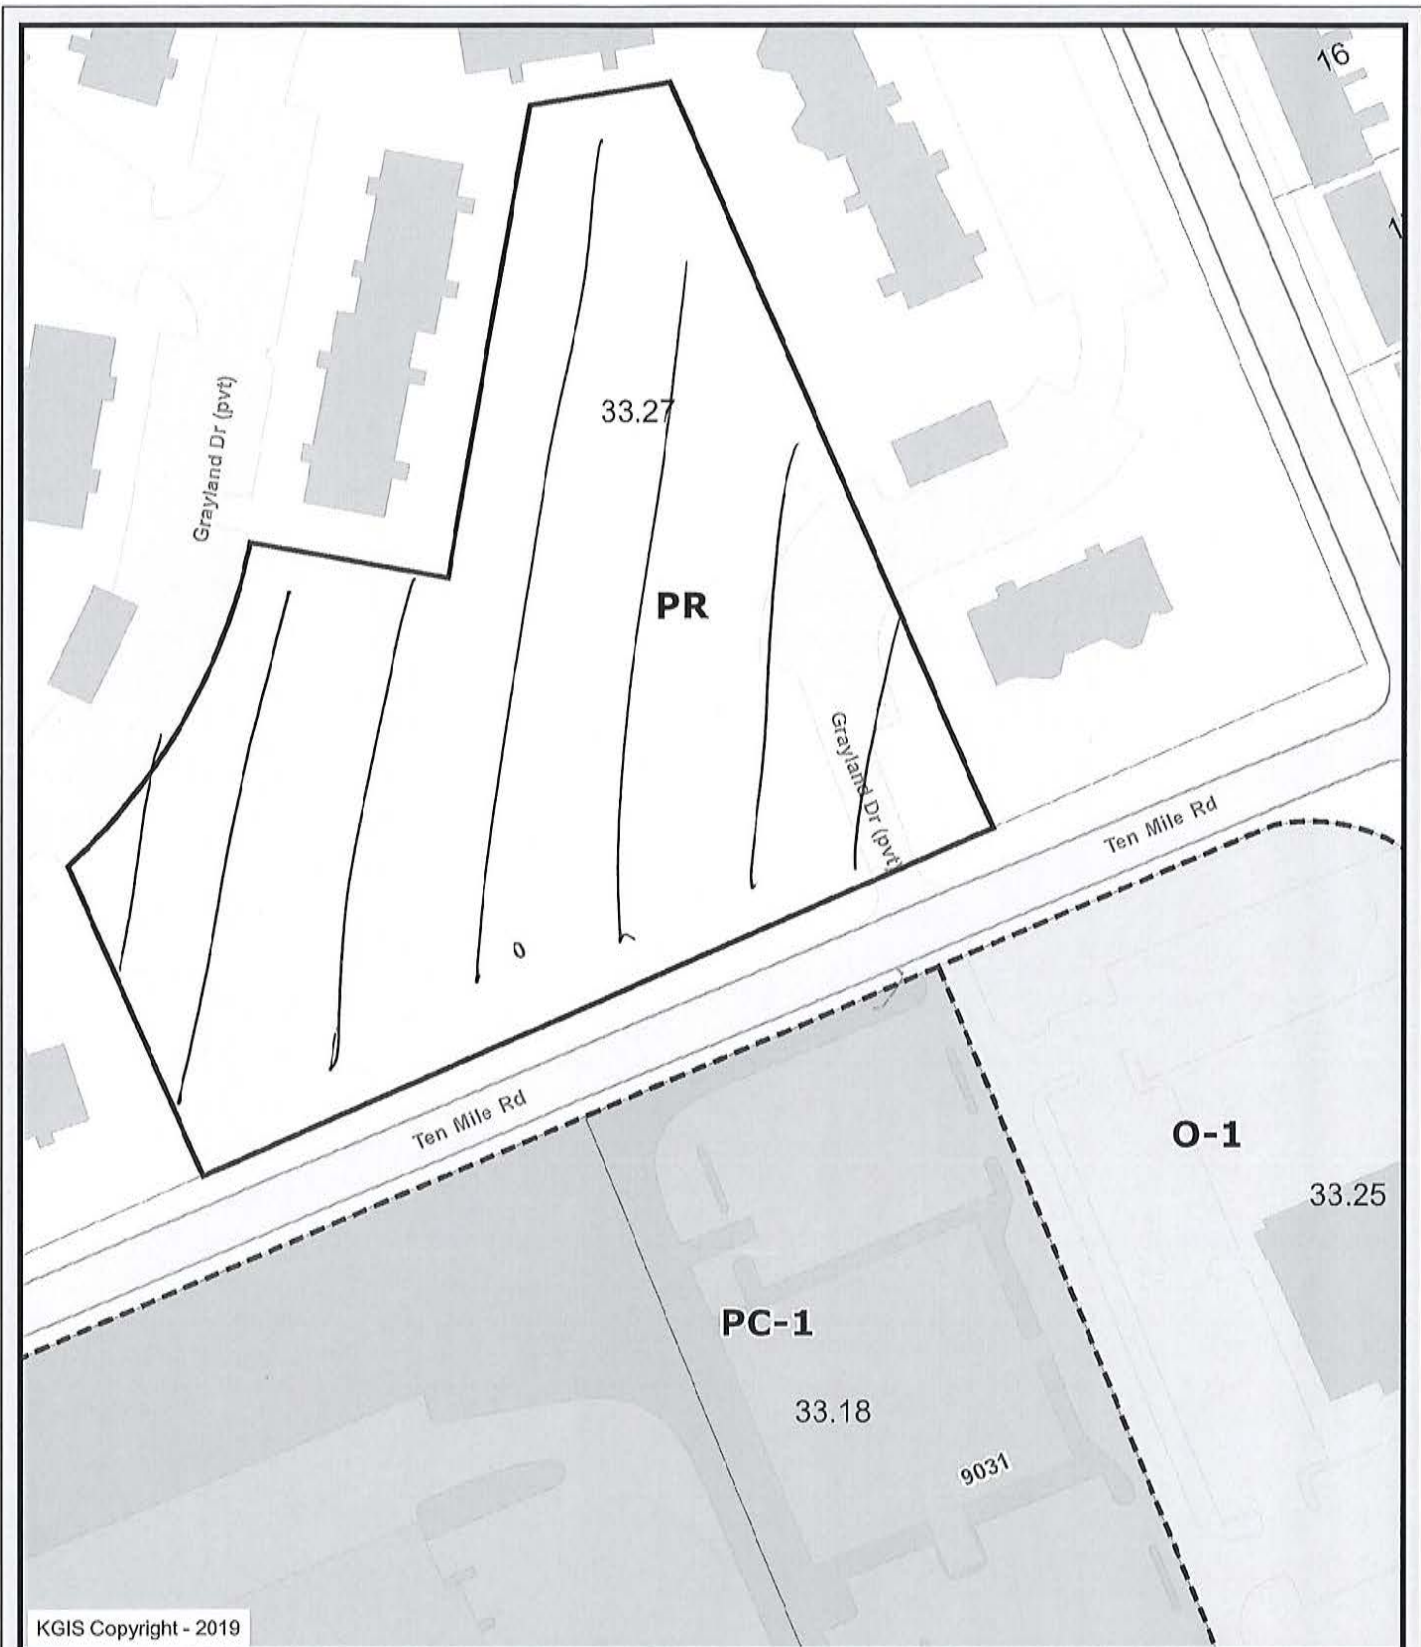 16
Grayland Dr (pvt)
33.27
PR
Grayland Dr (pvt)
Ten Mile Rd
Ten Mile Rd
O-1
33.25
PC-1
33.18
9031
KGIS Copyright - 2019